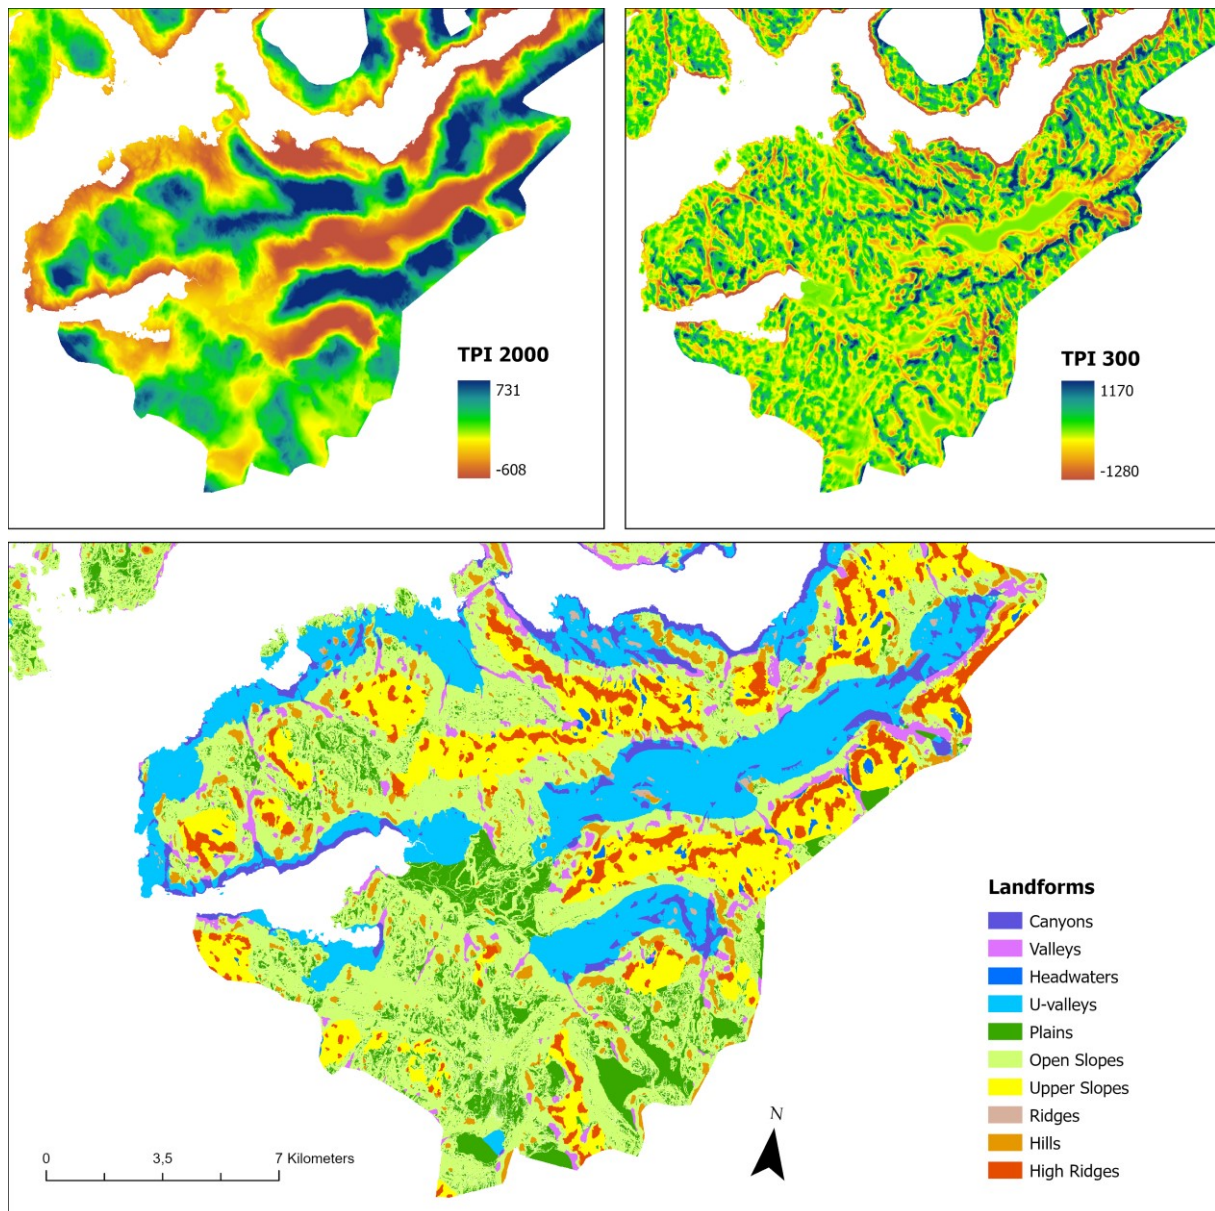 TPI 2000
731
-608
TPI 300
1170
-1280
Landforms
Canyons
Valleys
Headwaters
U-valleys
Plains
Open Slopes
Upper Slopes
Ridges
Hills
High Ridges
N
0 3,5 7 Kilometers